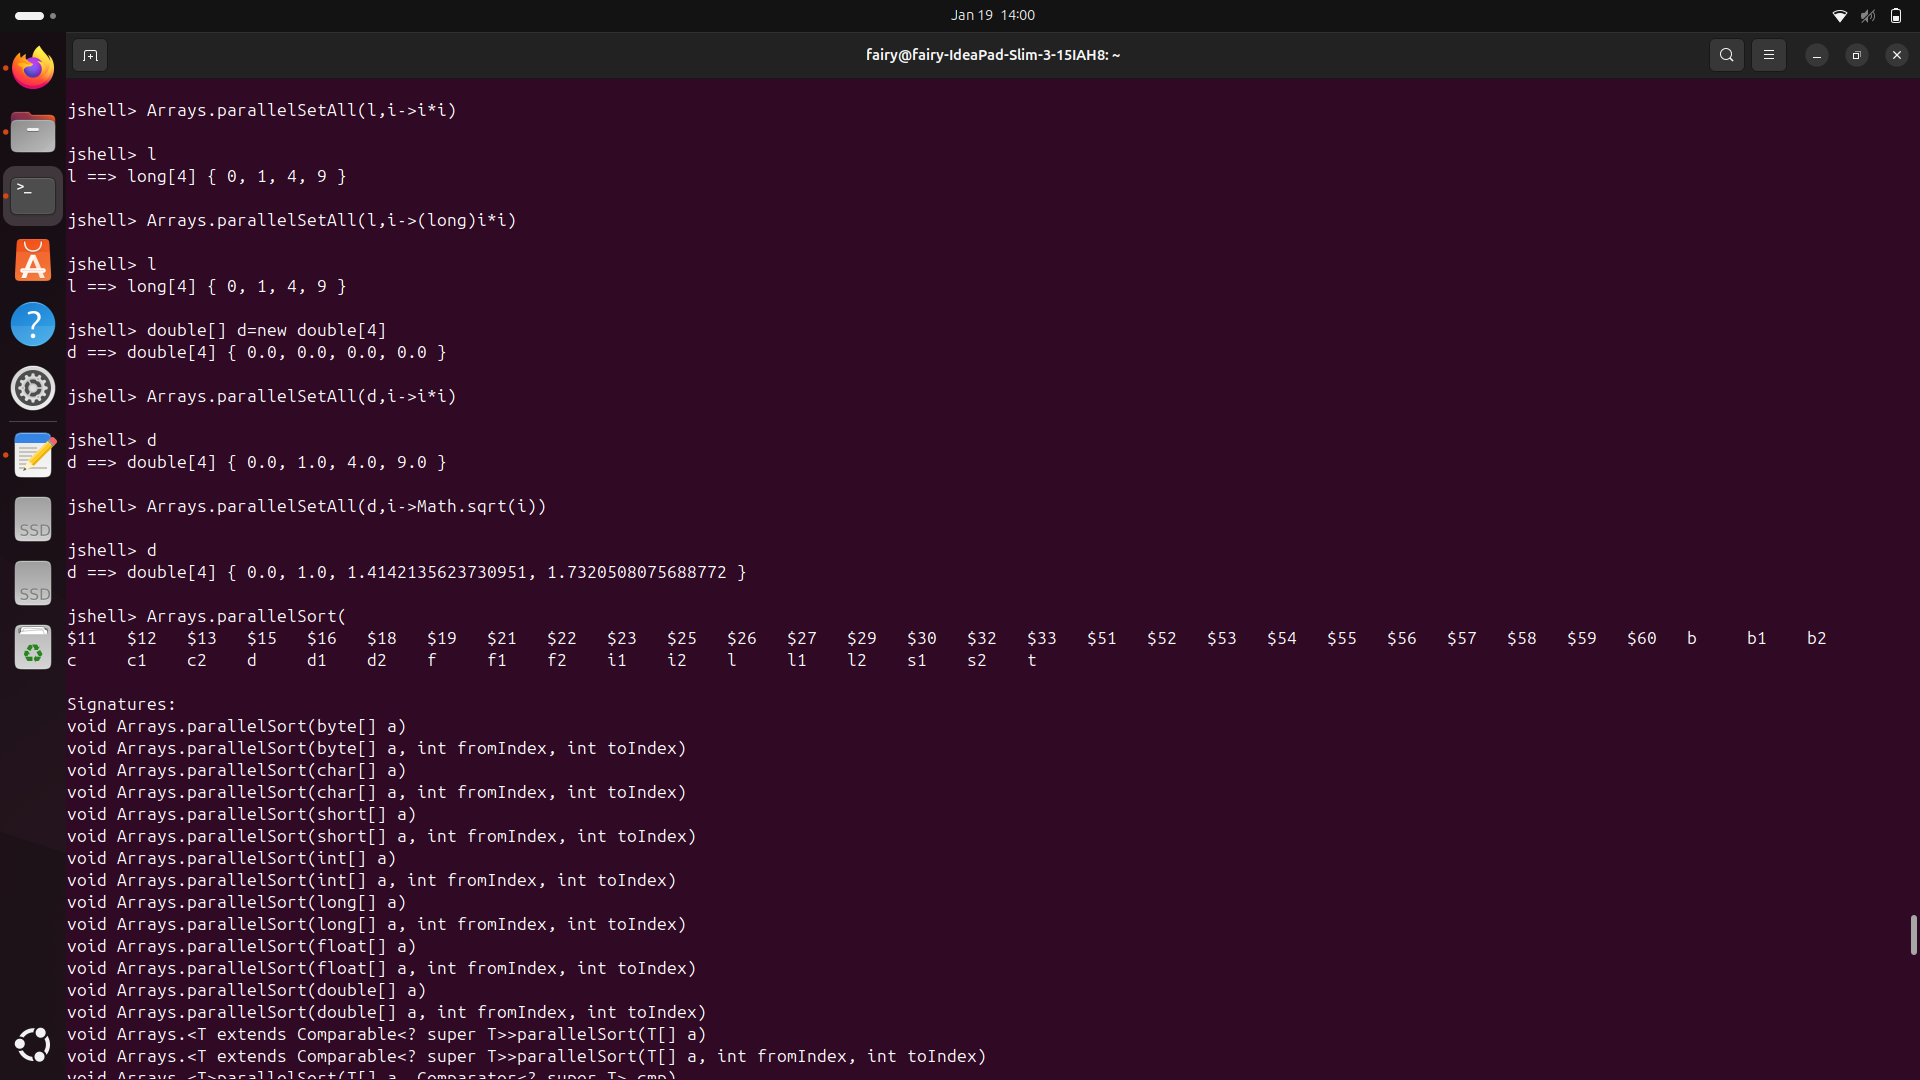 Jan 19 14:00
fairy@fairy-IdeaPad-Slim-3-15IAH8: ~
jshell> Arrays.parallelSetAll(l,i->i*i)
jshell> l
l ==> long[4] { 0, 1, 4, 9 }
jshell> Arrays.parallelSetAll(l,i->(long)i*i)
jshell> l
l ==> long[4] { 0, 1, 4, 9 }
jshell> double[] d=new double[4]
d ==> double[4] { 0.0, 0.0, 0.0, 0.0 }
jshell> Arrays.parallelSetAll(d,i->i*i)
jshell> d
d ==> double[4] { 0.0, 1.0, 4.0, 9.0 }
jshell> Arrays.parallelSetAll(d,i->Math.sqrt(i))
jshell> d
d ==> double[4] { 0.0, 1.0, 1.4142135623730951, 1.7320508075688772 }
jshell> Arrays.parallelSort(
$11 $12 $13 $15 $16 $18 $19 $21 $22 $23 $25 $26 $27 $29 $30 $32 $33 $51 $52 $53 $54 $55 $56 $57 $58 $59 $60 b b1 b2
c c1 c2 d d1 d2 f f1 f2 i1 i2 l l1 l2 s1 s2 t
Signatures:
void Arrays.parallelSort(byte[] a)
void Arrays.parallelSort(byte[] a, int fromIndex, int toIndex)
void Arrays.parallelSort(char[] a)
void Arrays.parallelSort(char[] a, int fromIndex, int toIndex)
void Arrays.parallelSort(short[] a)
void Arrays.parallelSort(short[] a, int fromIndex, int toIndex)
void Arrays.parallelSort(int[] a)
void Arrays.parallelSort(int[] a, int fromIndex, int toIndex)
void Arrays.parallelSort(long[] a)
void Arrays.parallelSort(long[] a, int fromIndex, int toIndex)
void Arrays.parallelSort(float[] a)
void Arrays.parallelSort(float[] a, int fromIndex, int toIndex)
void Arrays.parallelSort(double[] a)
void Arrays.parallelSort(double[] a, int fromIndex, int toIndex)
void Arrays.<T extends Comparable<? super T>>parallelSort(T[] a)
void Arrays.<T extends Comparable<? super T>>parallelSort(T[] a, int fromIndex, int toIndex)
void Arrays.<T>parallelSort(T[] a, Comparator<? super T> cmp)
SSD
SSD